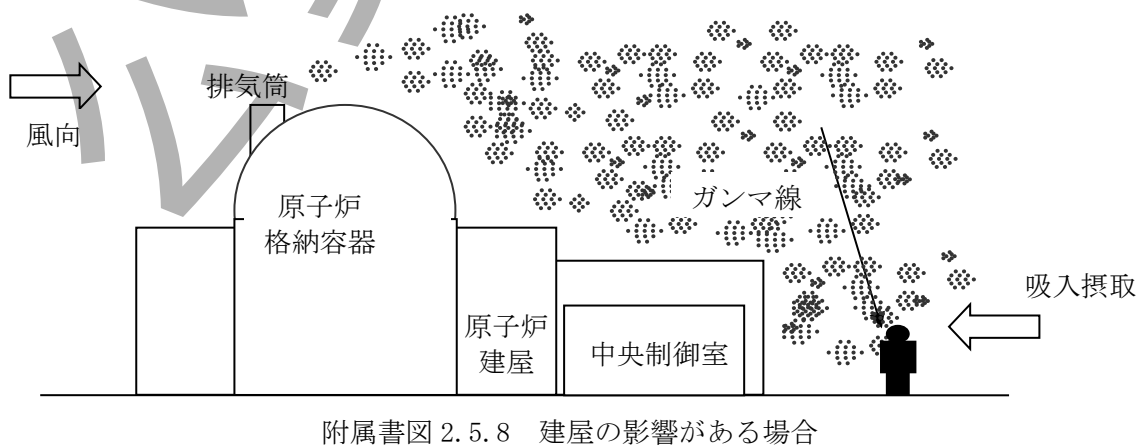 排気筒
風向
ガンマ線
原子炉
格納容器
吸入摂取
原子炉
建屋
中央制御室
附属書図 2.5.8 建屋の影響がある場合